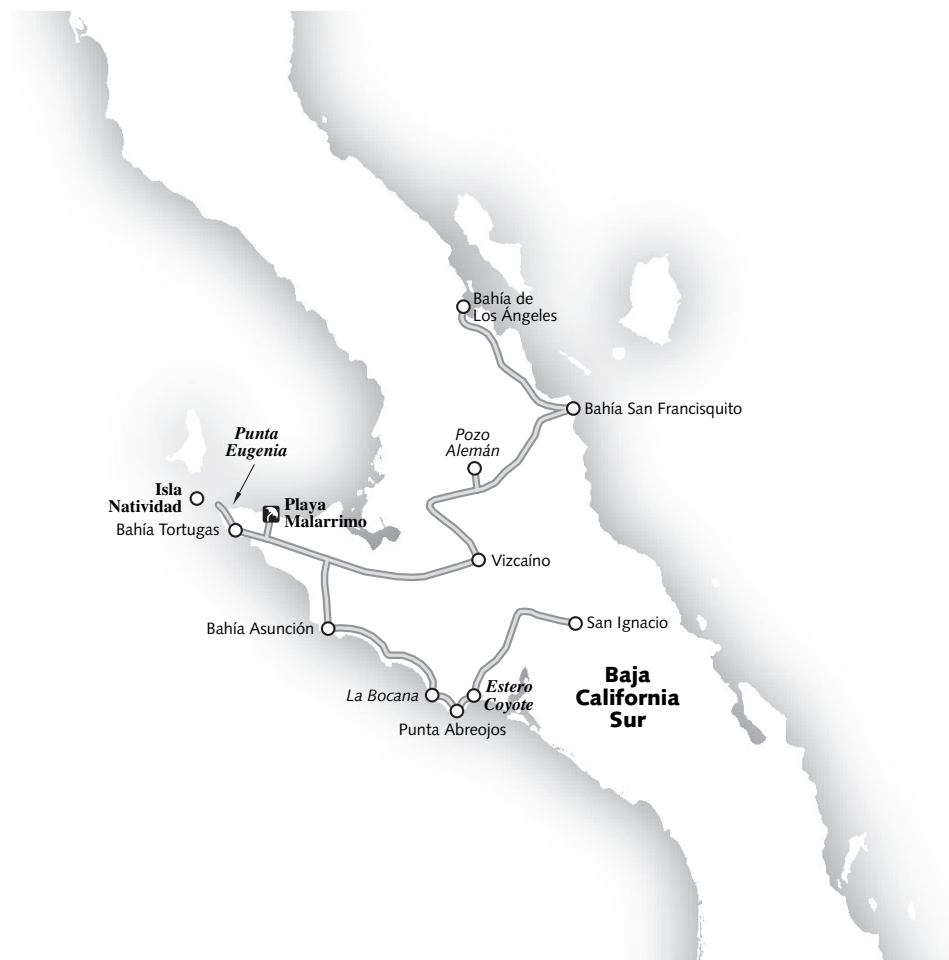 Bahía de
Los Ángeles
Bahía San Francisquito
Pozo
Alemán
Punta
Eugenia
Isla
Natividad
Playa
Malarrimo
Bahía Tortugas
Vizcaíno
San Ignacio
Bahía Asunción
Baja
California
Sur
La Bocana
Estero
Coyote
Punta Abreojos